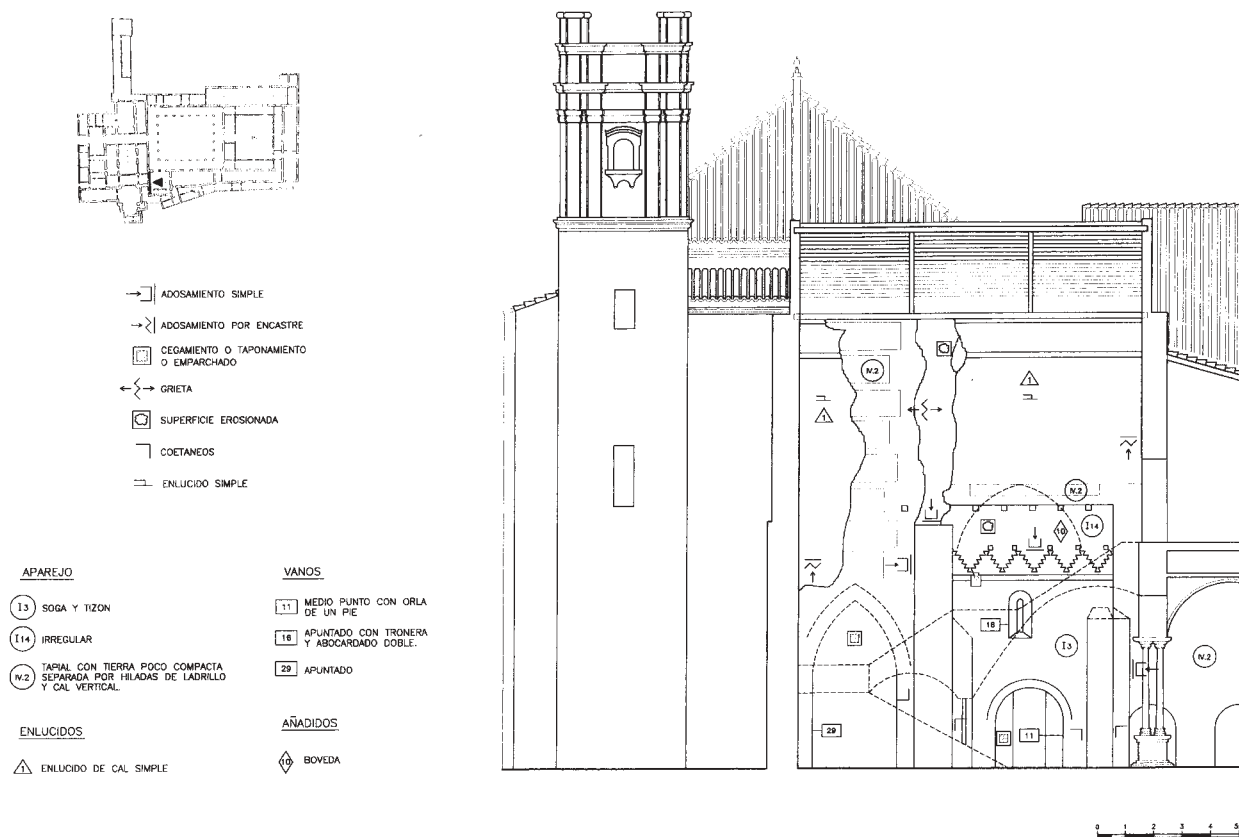 ADOSAMIENTO SIMPLE
ADOSAMIENTO POR ENCASTRE
CEGAMIENTO O TAPONAMIENTO
O EMPARCHADO
GRIETA
SUPERFICIE EROSIONADA
COETANEOS
ENLUCIDO SIMPLE
APAREJO
I3 SOGA Y TIZON
I14 IRREGULAR
IV.2 TAPIAL CON TIERRA POCO COMPACTA
SEPARADA POR HILADAS DE LADRILLO
Y CAL VERTICAL.
ENLUCIDOS
1 ENLUCIDO DE CAL SIMPLE
VANOS
11 MEDIO PUNTO CON ORLA
DE UN PIE
16 APUNTADO CON TRONERA
Y ABOCARDADO DOBLE.
29 APUNTADO
AÑADIDOS
10 BOVEDA
IV.2
1
1
IV.2
10
I14
18
I3
IV.2
29
11
0 1 2 3 4 5